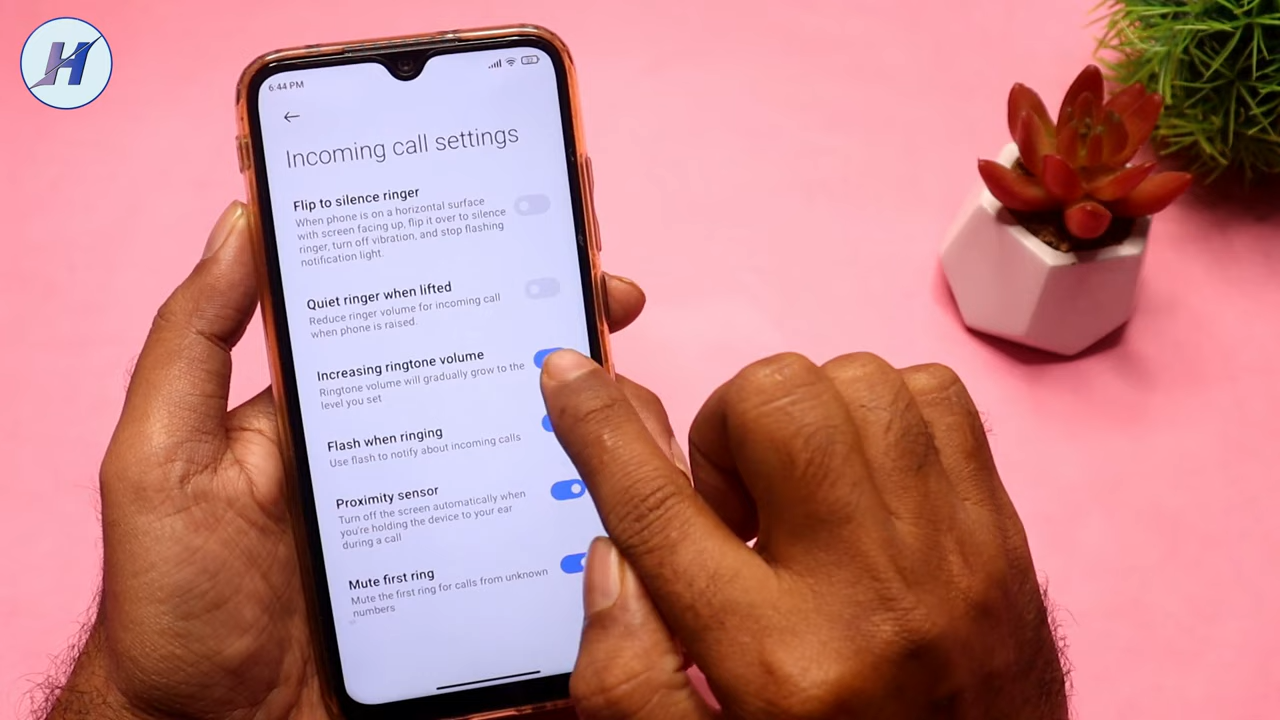 H
6:44 PM
Incoming call settings
Flip to silence ringer
When phone is on a horizontal surface
with screen facing up, flip it over to silence
ringer, turn off vibration, and stop flashing
notification light.
Quiet ringer when lifted
Reduce ringer volume for incoming call
when phone is raised.
Increasing ringtone volume
Ringtone volume will gradually grow to the
level you set
Flash when ringing
Use flash to notify about incoming calls
Proximity sensor
Turn off the screen automatically when
you're holding the device to your ear
during a call
Mute first ring
Mute the first ring for calls from unknown
numbers